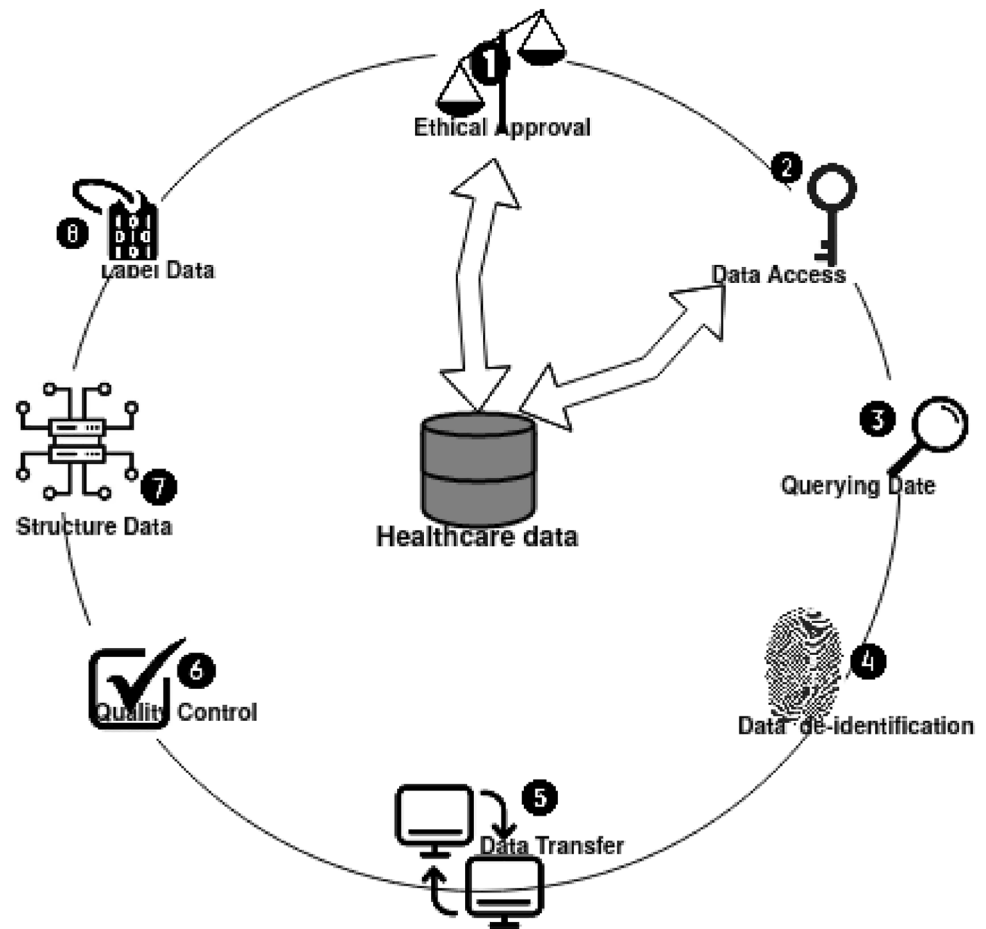 1
Ethical Approval
2
Data Access
3
Querying Date
4
Data de-identification
5
Data Transfer
6
Quality Control
7
Structure Data
8
Label Data
Healthcare data